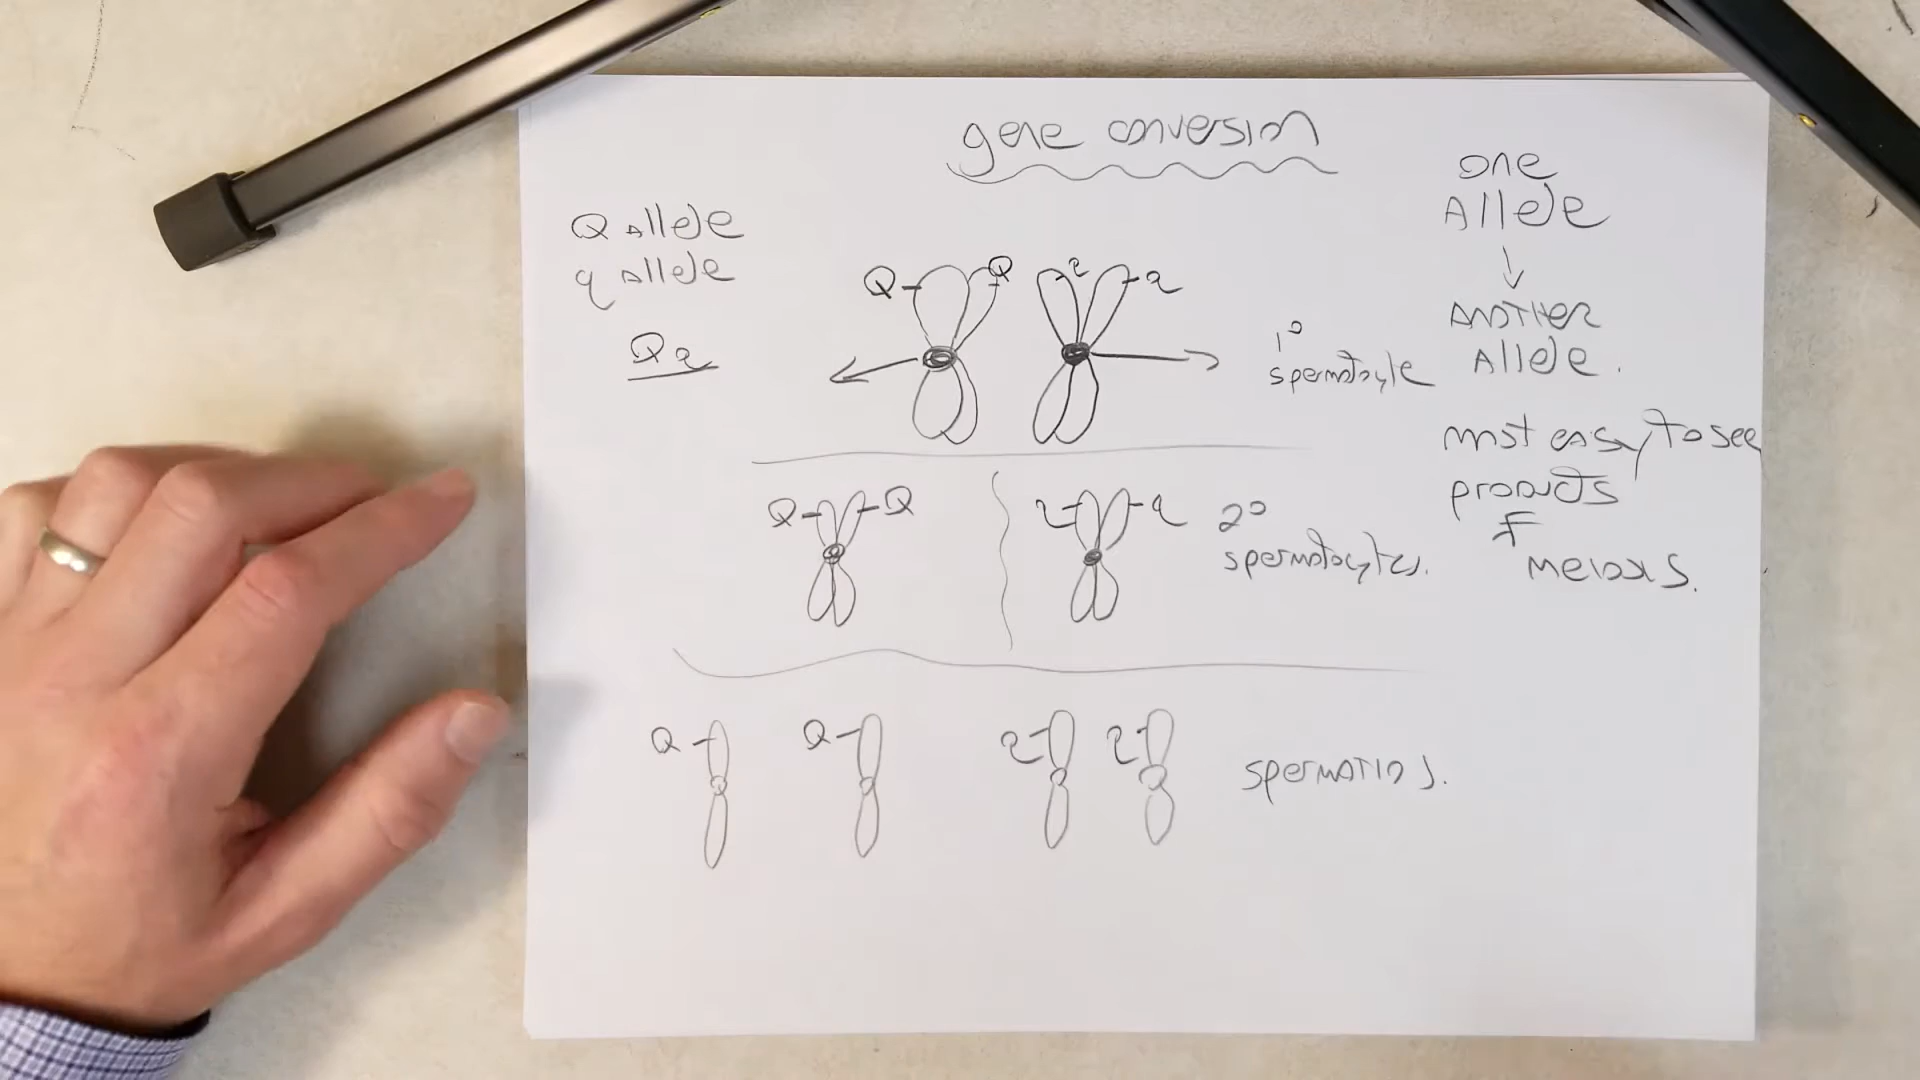 gene conversion
Q Allele
q Allele
Qq
Q Q q q
1° spermatocyte
Q Q q q
2° spermatocytes.
Q Q q q
spermatids.
one
Allele
↓
ANOTHER
Allele.
most easy to see
products
of
meiosis.